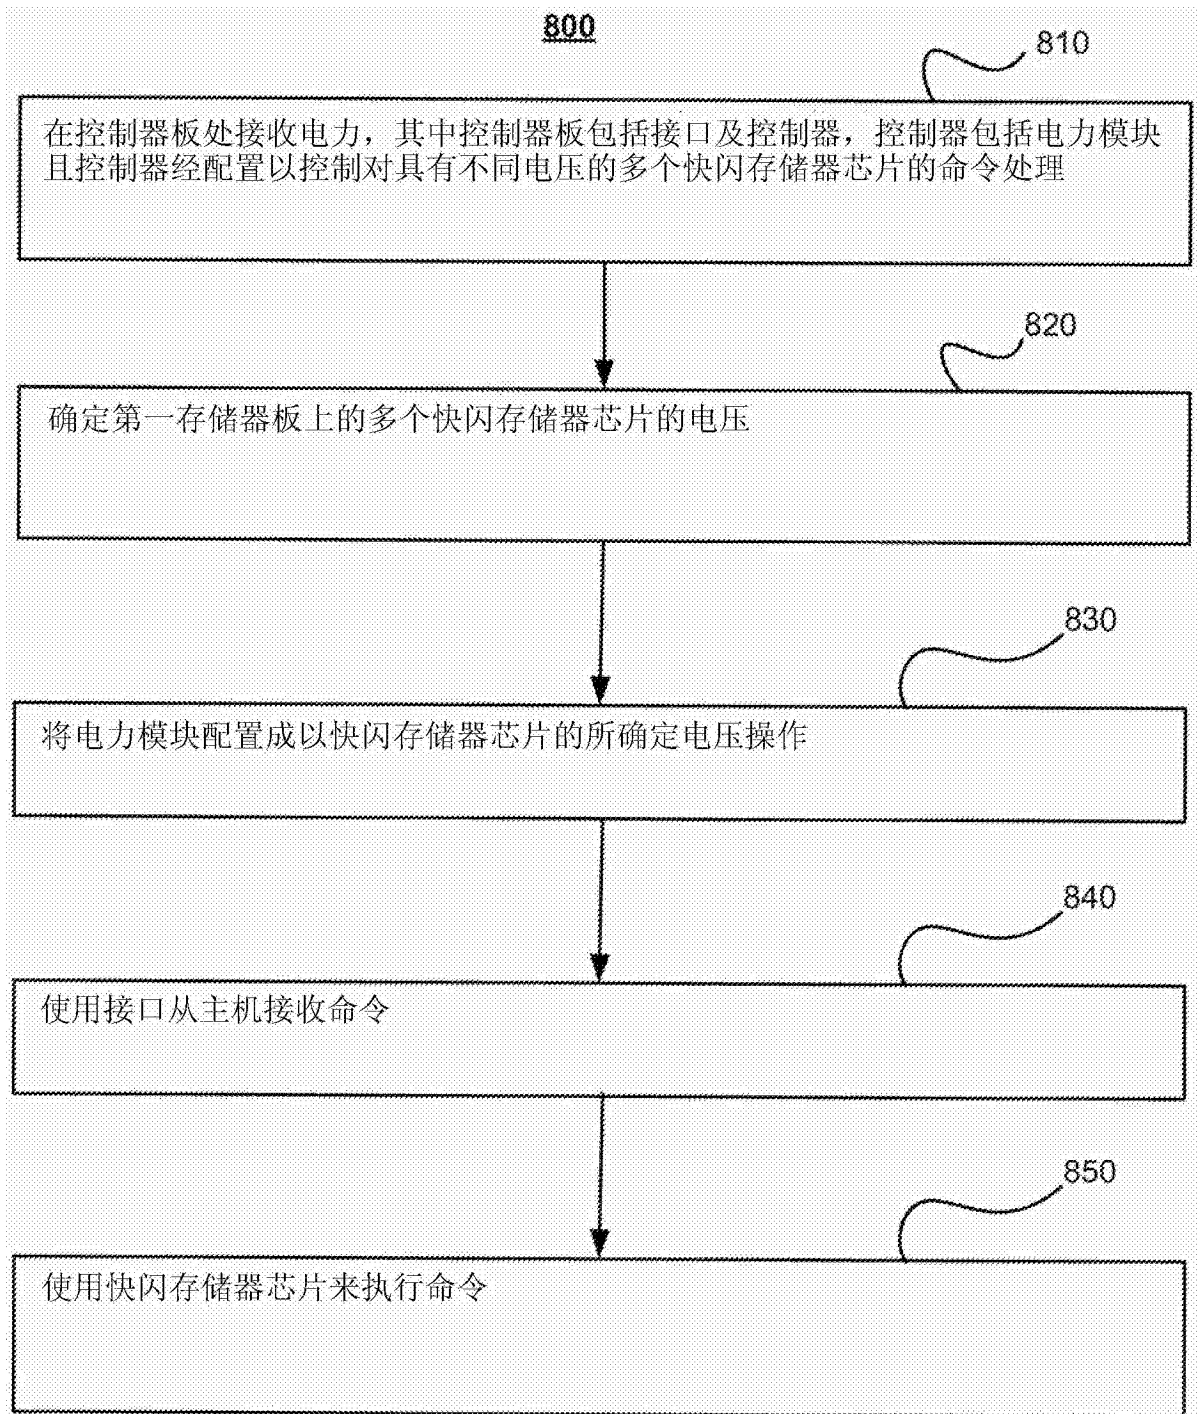 800
810
在控制器板处接收电力，其中控制器板包括接口及控制器，控制器包括电力模块
且控制器经配置以控制对具有不同电压的多个快闪存储器芯片的命令处理
820
确定第一存储器板上的多个快闪存储器芯片的电压
830
将电力模块配置成以快闪存储器芯片的所确定电压操作
840
使用接口从主机接收命令
850
使用快闪存储器芯片来执行命令